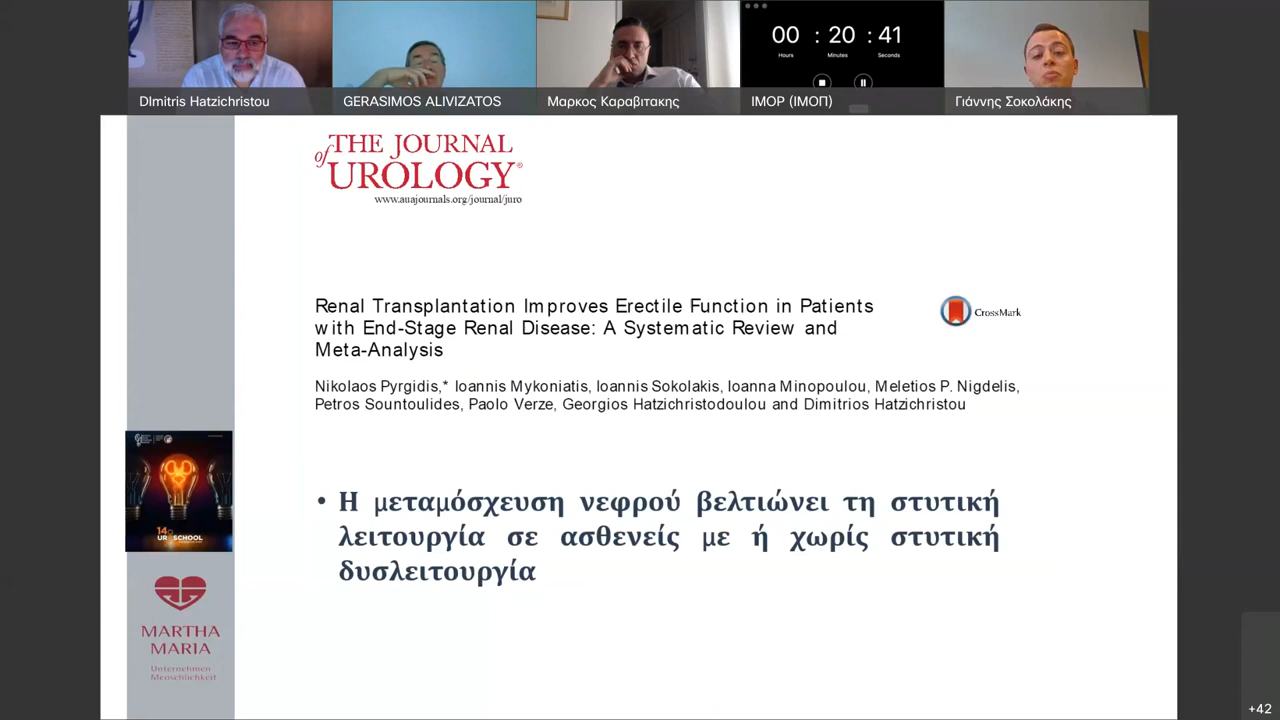 00 : 20 : 41
Hours Minutes Seconds
DImitris Hatzichristou
GERASIMOS ALIVIZATOS
Μαρκος Καραβιτακης
IMOP (ΙΜΟΠ)
Γιάννης Σοκολάκης
THE JOURNAL
of UROLOGY®
www.auajournals.org/journal/juro
Renal Transplantation Improves Erectile Function in Patients
with End-Stage Renal Disease: A Systematic Review and
Meta-Analysis
CrossMark
Nikolaos Pyrgidis,* Ioannis Mykoniatis, Ioannis Sokolakis, Ioanna Minopoulou, Meletios P. Nigdelis,
Petros Sountoulides, Paolo Verze, Georgios Hatzichristodoulou and Dimitrios Hatzichristou
• Η μεταμόσχευση νεφρού βελτιώνει τη στυτική
λειτουργία σε ασθενείς με ή χωρίς στυτική
δυσλειτουργία
MARTHA
MARIA
Unternehmen
Menschlichkeit
+42